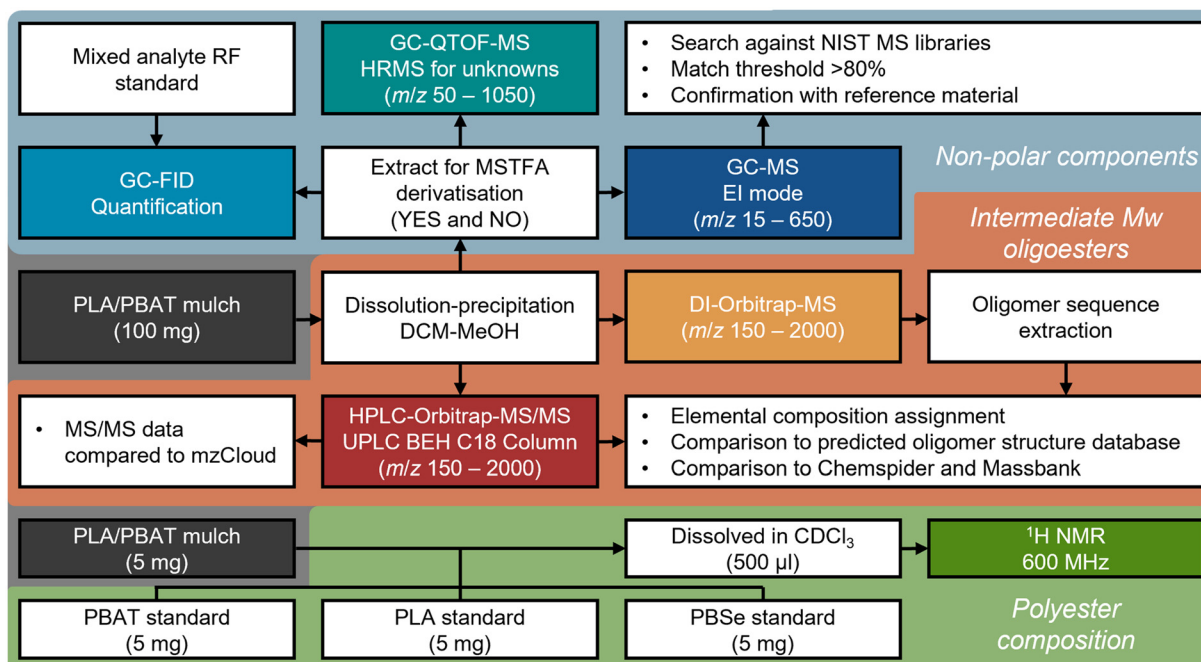 Mixed analyte RF
standard
GC-QTOF-MS
HRMS for unknowns
(m/z 50 – 1050)
• Search against NIST MS libraries
• Match threshold >80%
• Confirmation with reference material
GC-FID
Quantification
Extract for MSTFA
derivatisation
(YES and NO)
GC-MS
EI mode
(m/z 15 – 650)
Non-polar components
Intermediate Mw
oligoesters
PLA/PBAT mulch
(100 mg)
Dissolution-precipitation
DCM-MeOH
DI-Orbitrap-MS
(m/z 150 – 2000)
Oligomer sequence
extraction
• MS/MS data
compared to mzCloud
HPLC-Orbitrap-MS/MS
UPLC BEH C18 Column
(m/z 150 – 2000)
• Elemental composition assignment
• Comparison to predicted oligomer structure database
• Comparison to Chemspider and Massbank
PLA/PBAT mulch
(5 mg)
Dissolved in CDCl₃
(500 µl)
¹H NMR
600 MHz
PBAT standard
(5 mg)
PLA standard
(5 mg)
PBSe standard
(5 mg)
Polyester
composition